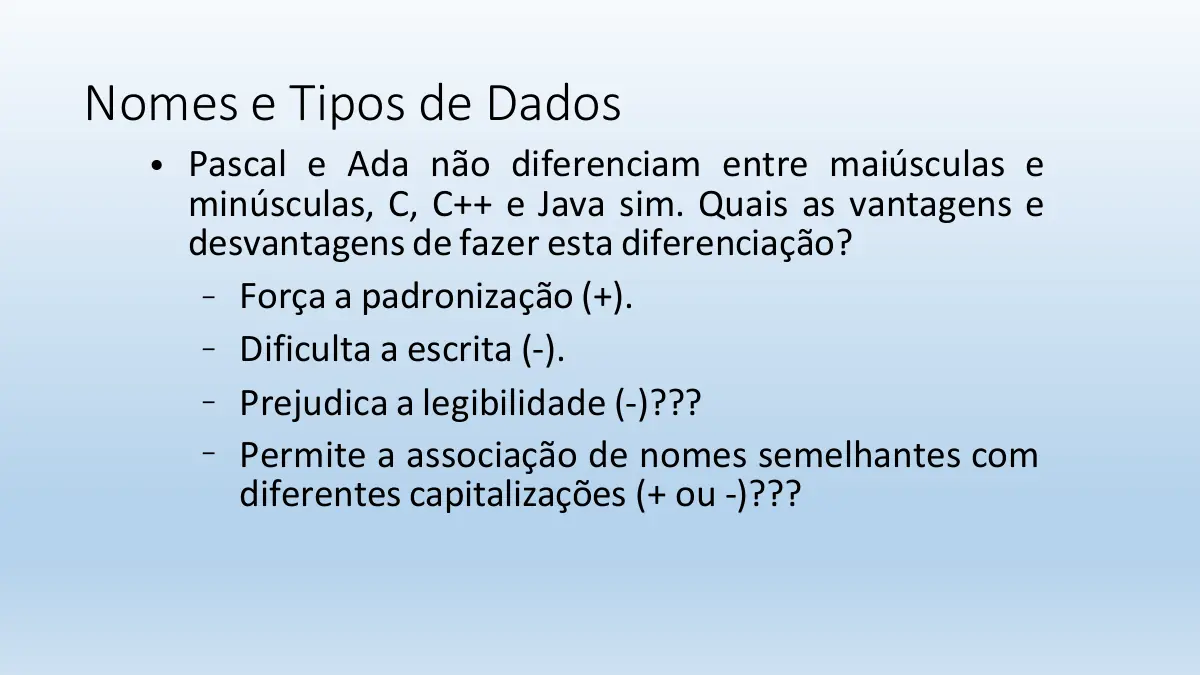 Nomes e Tipos de Dados
• Pascal e Ada não diferenciam entre maiúsculas e
minúsculas, C, C++ e Java sim. Quais as vantagens e
desvantagens de fazer esta diferenciação?
– Força a padronização (+).
– Dificulta a escrita (-).
– Prejudica a legibilidade (-)???
– Permite a associação de nomes semelhantes com
diferentes capitalizações (+ ou -)???